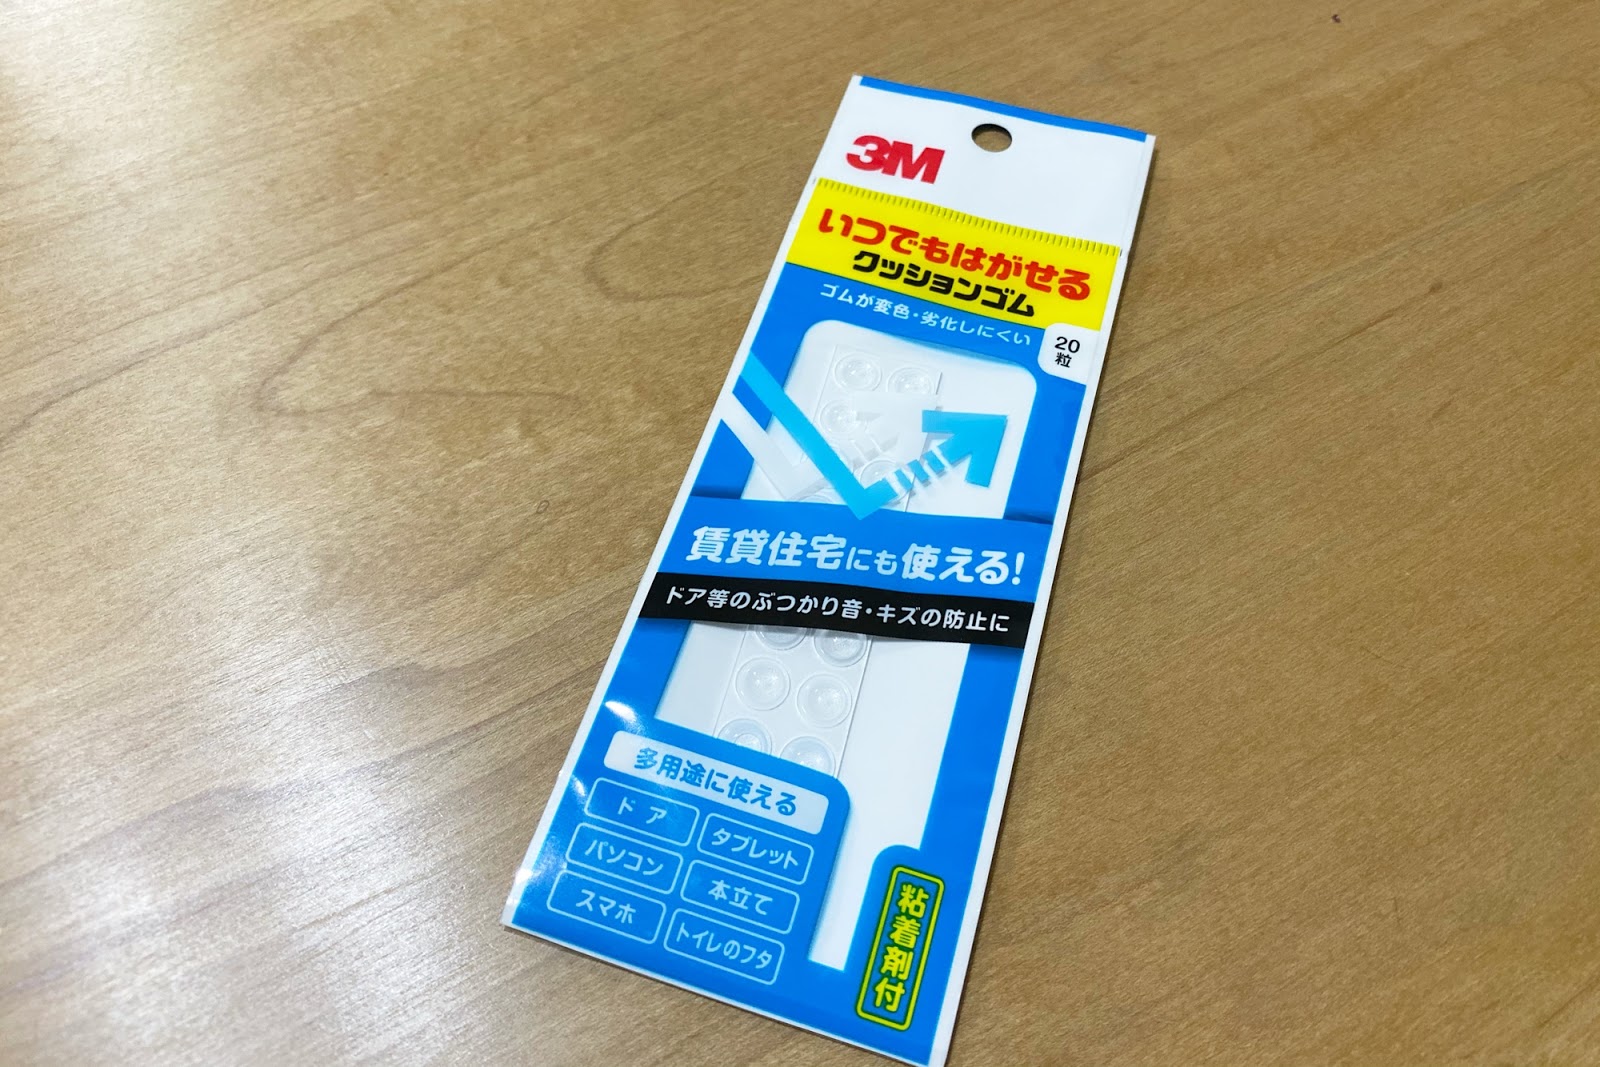 3M
いつでもはがせる
クッションゴム
ゴムが変色・劣化しにくい
20
粒
賃貸住宅にも使える!
ドア等のぶつかり音・キズの防止に
多用途に使える
ドア
タブレット
パソコン
本立て
スマホ
トイレのフタ
粘着剤付